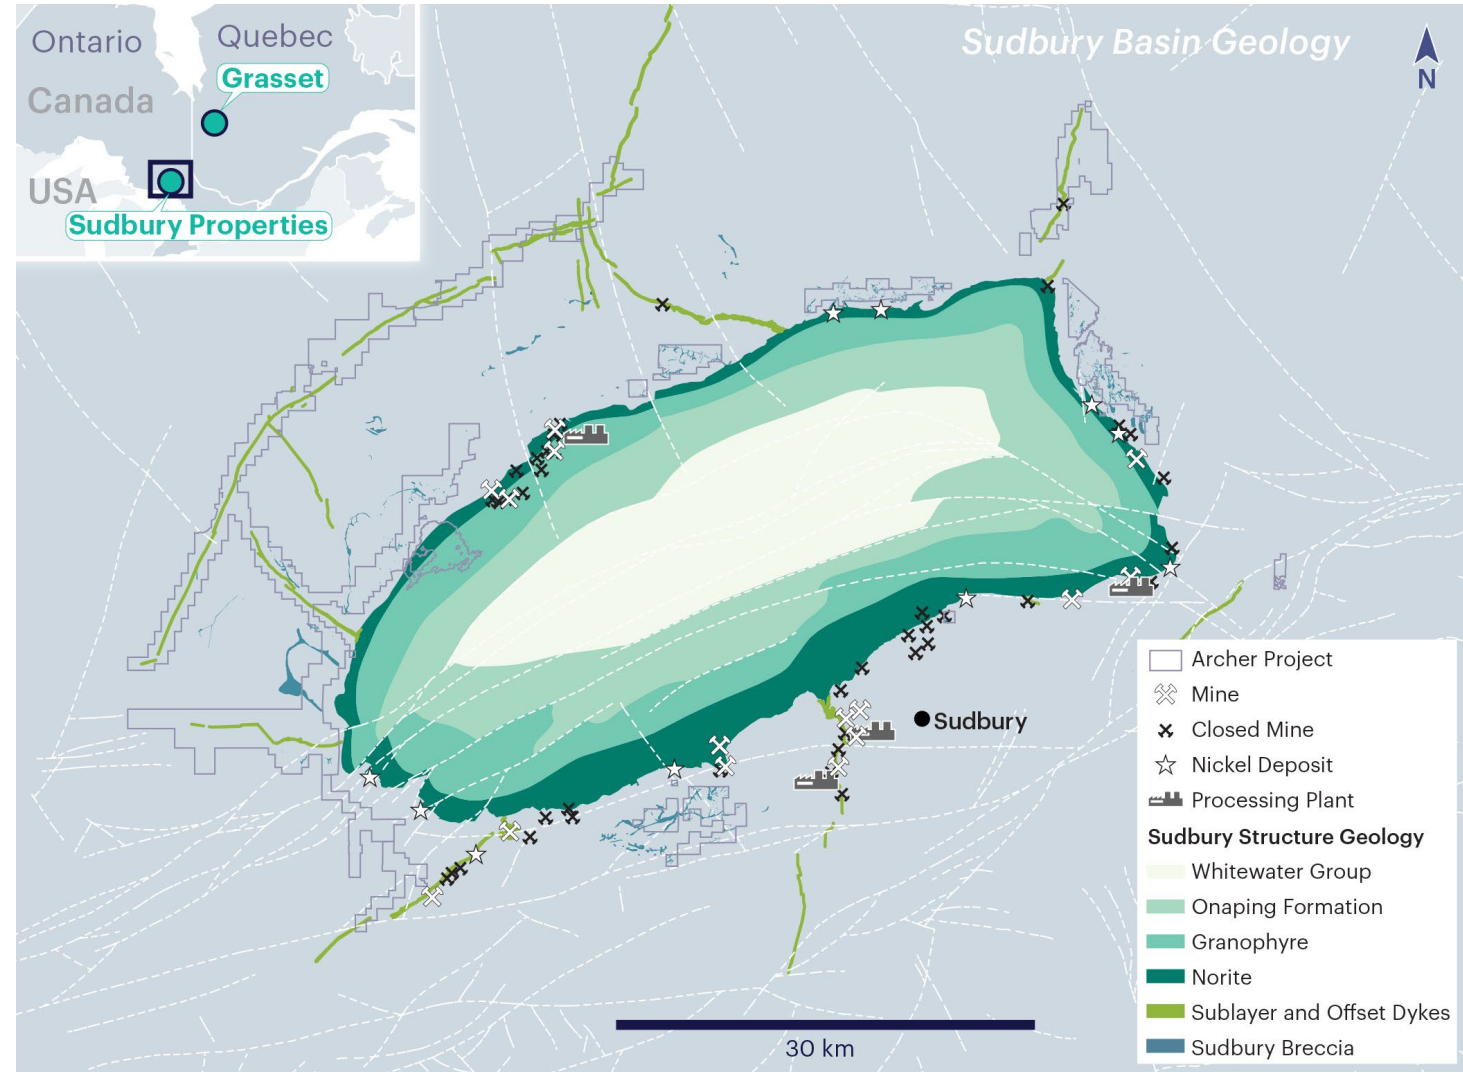 Ontario
Quebec
Grasset
Canada
USA
Sudbury Properties
Sudbury Basin Geology
N
Sudbury
Archer Project
Mine
Closed Mine
Nickel Deposit
Processing Plant
Sudbury Structure Geology
Whitewater Group
Onaping Formation
Granophyre
Norite
Sublayer and Offset Dykes
Sudbury Breccia
30 km